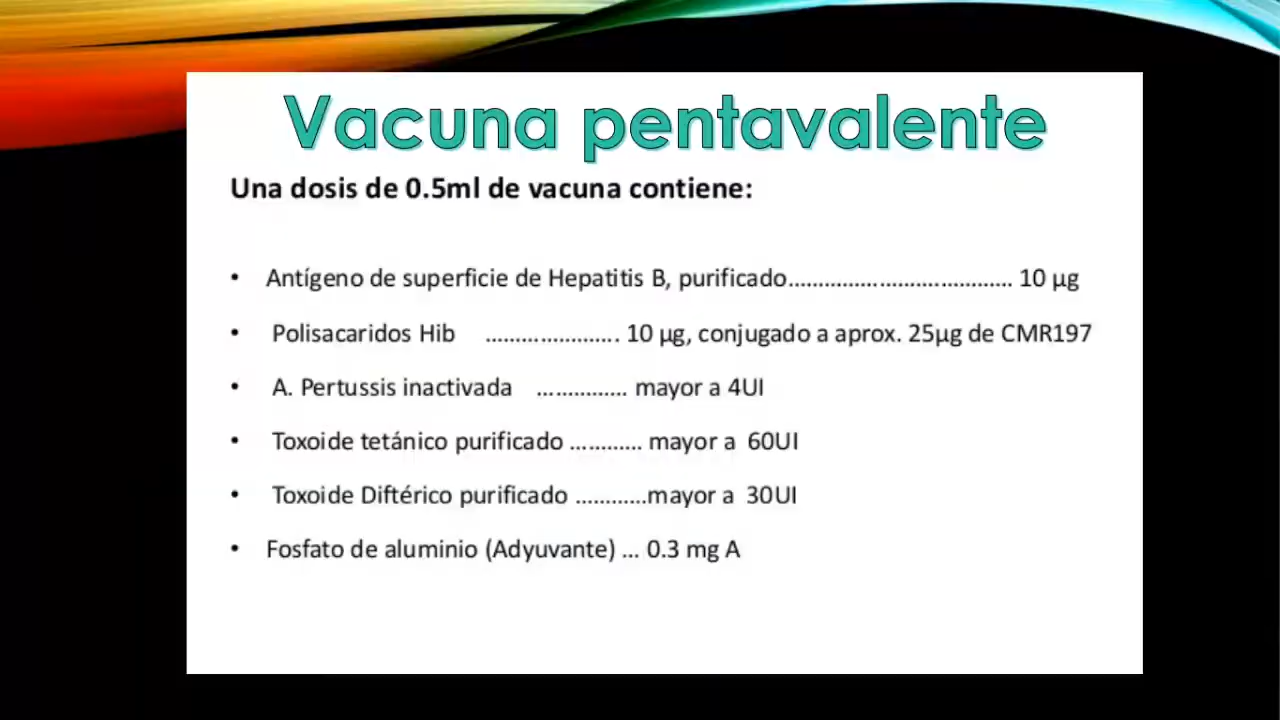 Vacuna pentavalente
Una dosis de 0.5ml de vacuna contiene:
• Antígeno de superficie de Hepatitis B, purificado..................................... 10 µg
• Polisacaridos Hib ...................... 10 µg, conjugado a aprox. 25µg de CMR197
• A. Pertussis inactivada ............... mayor a 4UI
• Toxoide tetánico purificado ............ mayor a 60UI
• Toxoide Diftérico purificado ............mayor a 30UI
• Fosfato de aluminio (Adyuvante) ... 0.3 mg A